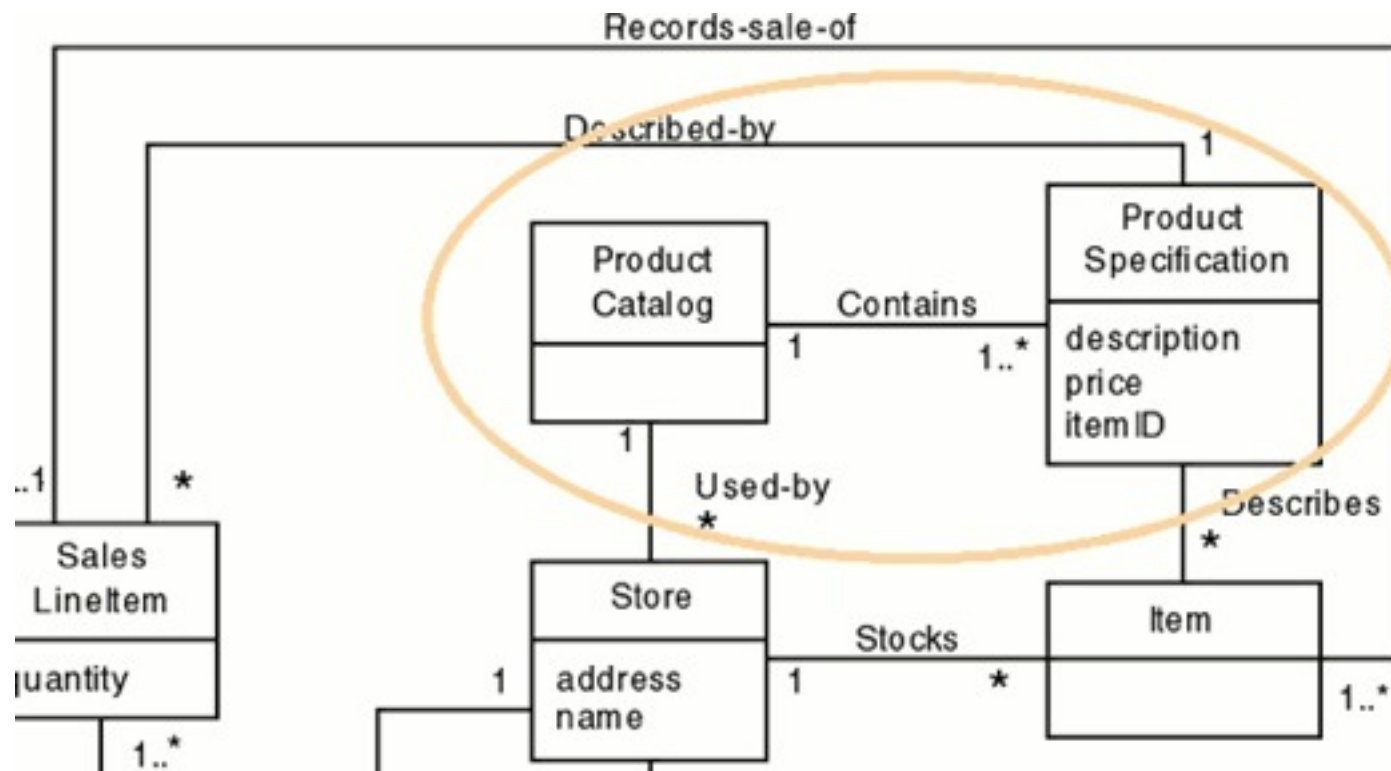 Records-sale-of
Described-by
1
Product
Specification
Product
Catalog
Contains
1
1..*
description
price
itemID
1
Used-by
*
..1
*
Describes
*
Sales
LineItem
Store
Item
Stocks
quantity
1
address
name
1
*
1..*
1..*